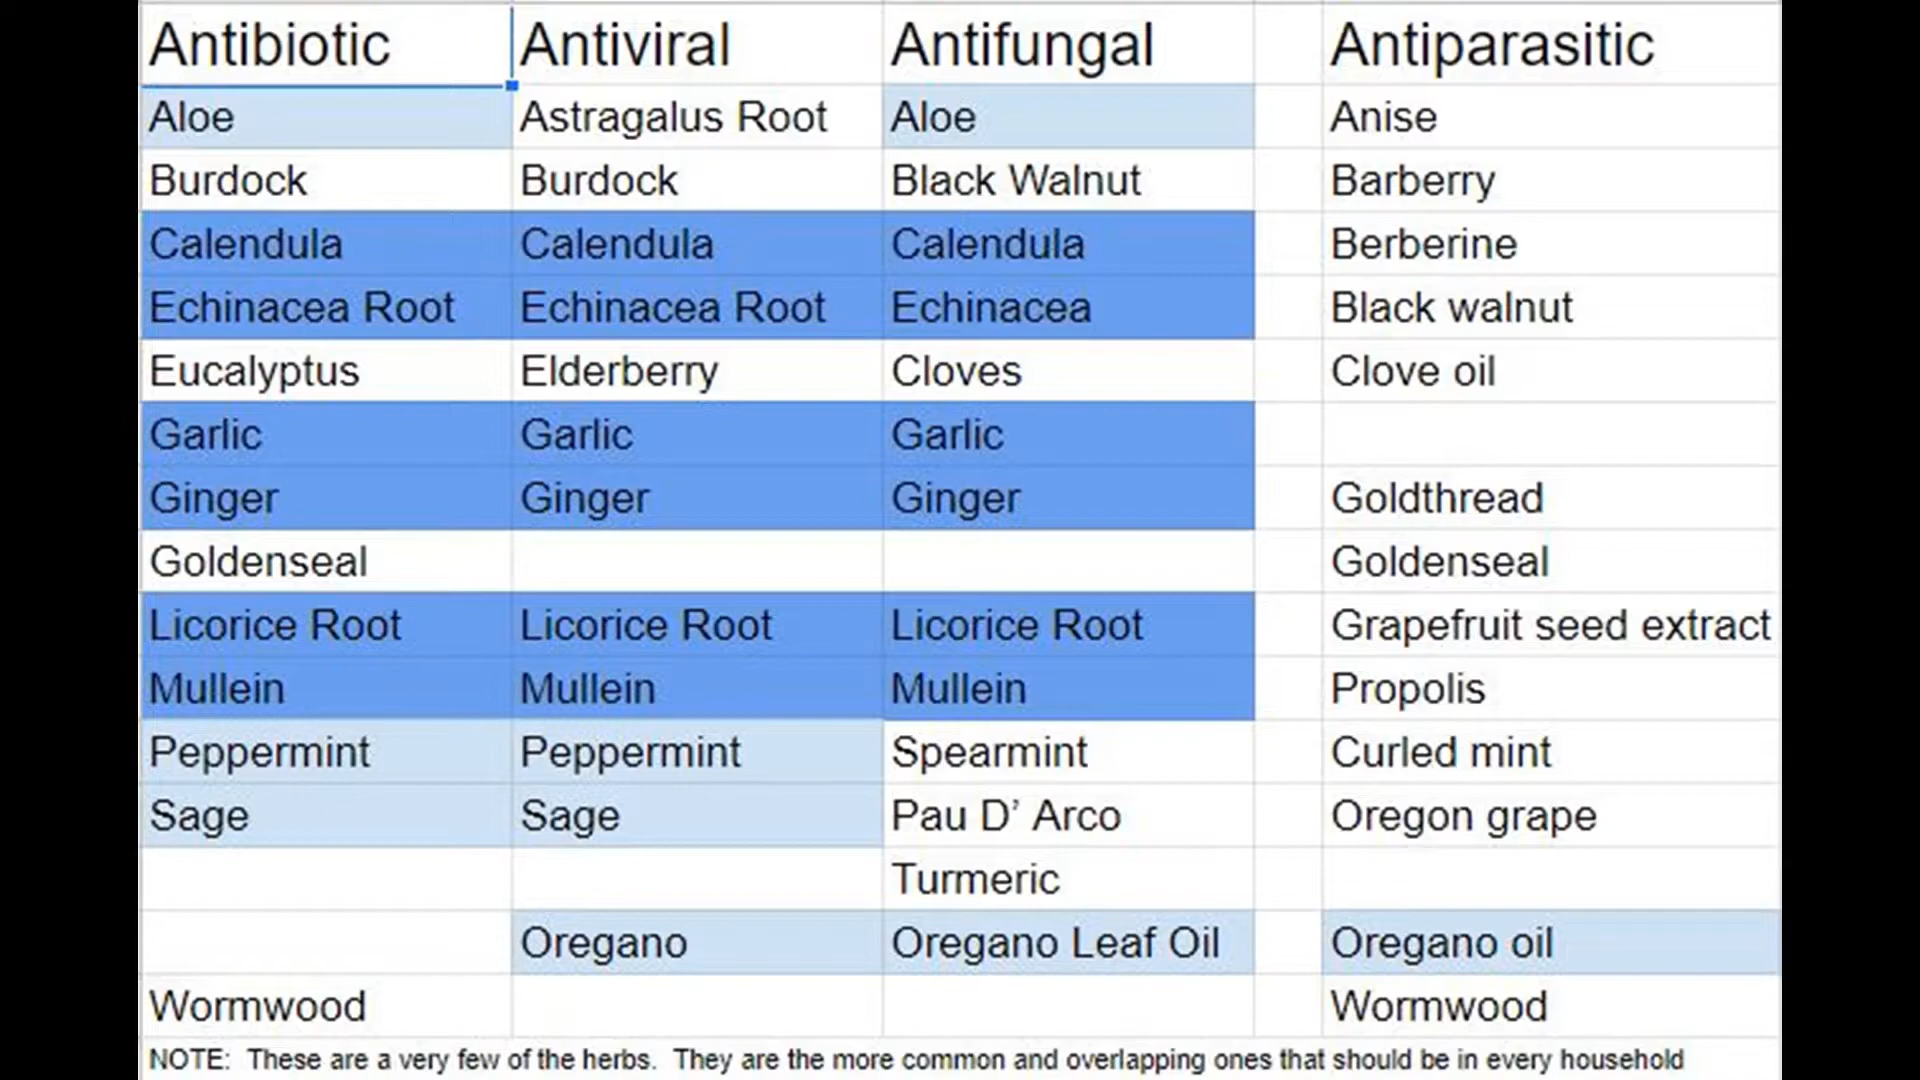 Antibiotic Antiviral Antifungal Antiparasitic
Aloe Astragalus Root Aloe Anise
Burdock Burdock Black Walnut Barberry
Calendula Calendula Calendula Berberine
Echinacea Root Echinacea Root Echinacea Black walnut
Eucalyptus Elderberry Cloves Clove oil
Garlic Garlic Garlic
Ginger Ginger Ginger Goldthread
Goldenseal Goldenseal
Licorice Root Licorice Root Licorice Root Grapefruit seed extract
Mullein Mullein Mullein Propolis
Peppermint Peppermint Spearmint Curled mint
Sage Sage Pau D’ Arco Oregon grape
Turmeric
Oregano Oregano Leaf Oil Oregano oil
Wormwood Wormwood
NOTE: These are a very few of the herbs. They are the more common and overlapping ones that should be in every household